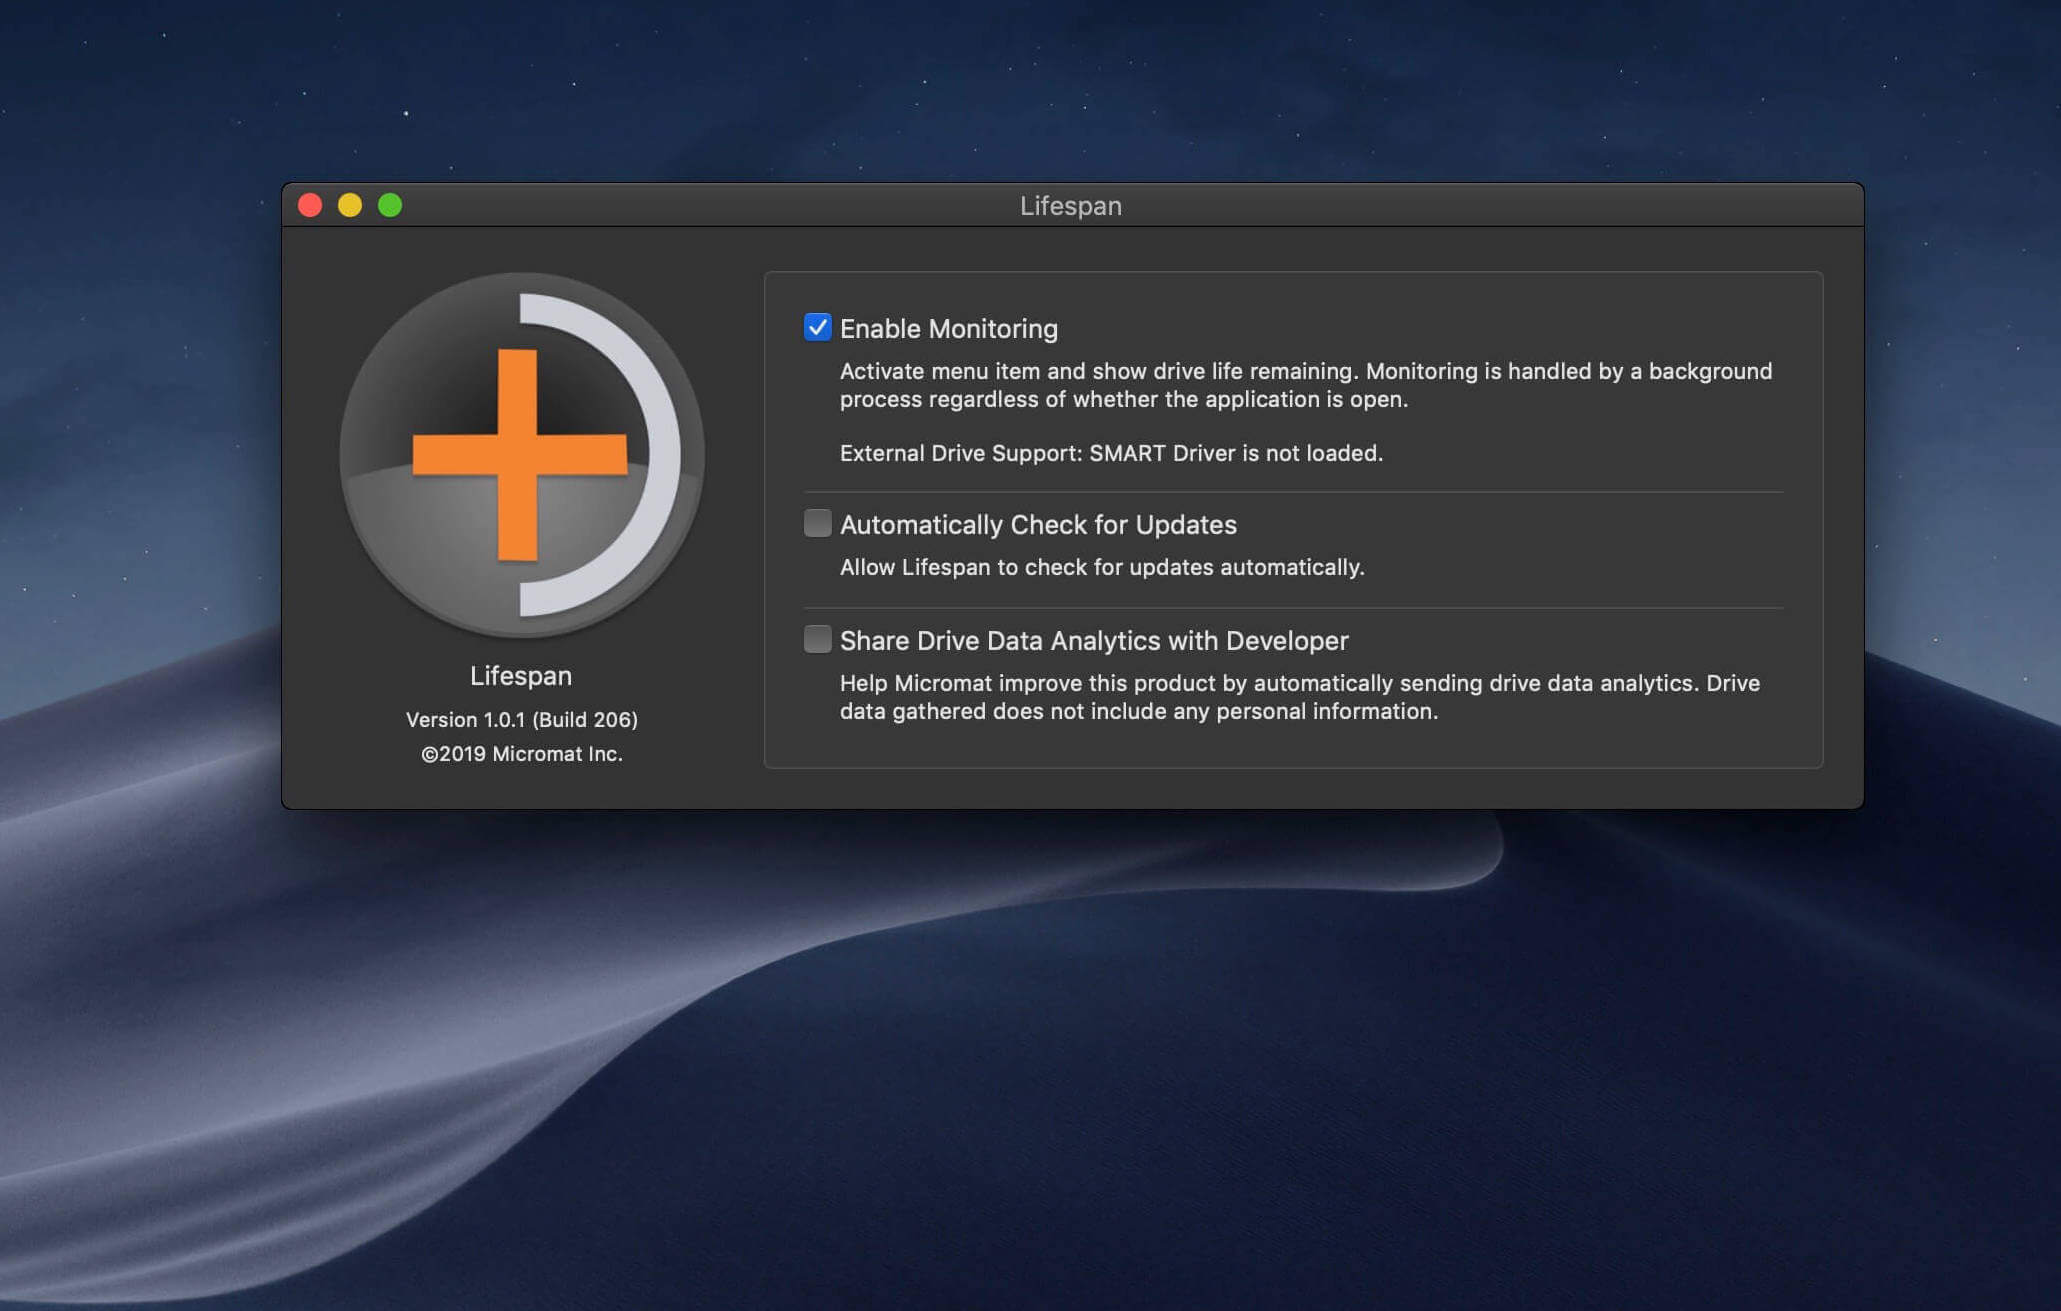 Lifespan
Enable Monitoring
Activate menu item and show drive life remaining. Monitoring is handled by a background
process regardless of whether the application is open.
External Drive Support: SMART Driver is not loaded.
Automatically Check for Updates
Allow Lifespan to check for updates automatically.
Share Drive Data Analytics with Developer
Help Micromat improve this product by automatically sending drive data analytics. Drive
data gathered does not include any personal information.
Lifespan
Version 1.0.1 (Build 206)
©2019 Micromat Inc.